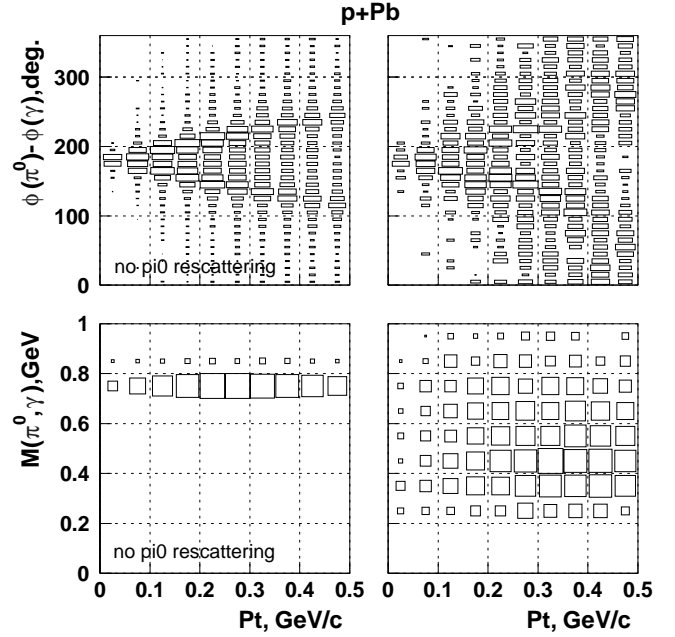 p+Pb
ϕ(π⁰)-ϕ(γ),deg.
300
200
100
0
no pi0 rescattering
M(π⁰,γ),GeV
1
0.8
0.6
0.4
0.2
0
no pi0 rescattering
0 0.1 0.2 0.3 0.4 0.5
0 0.1 0.2 0.3 0.4 0.5
Pt, GeV/c
Pt, GeV/c